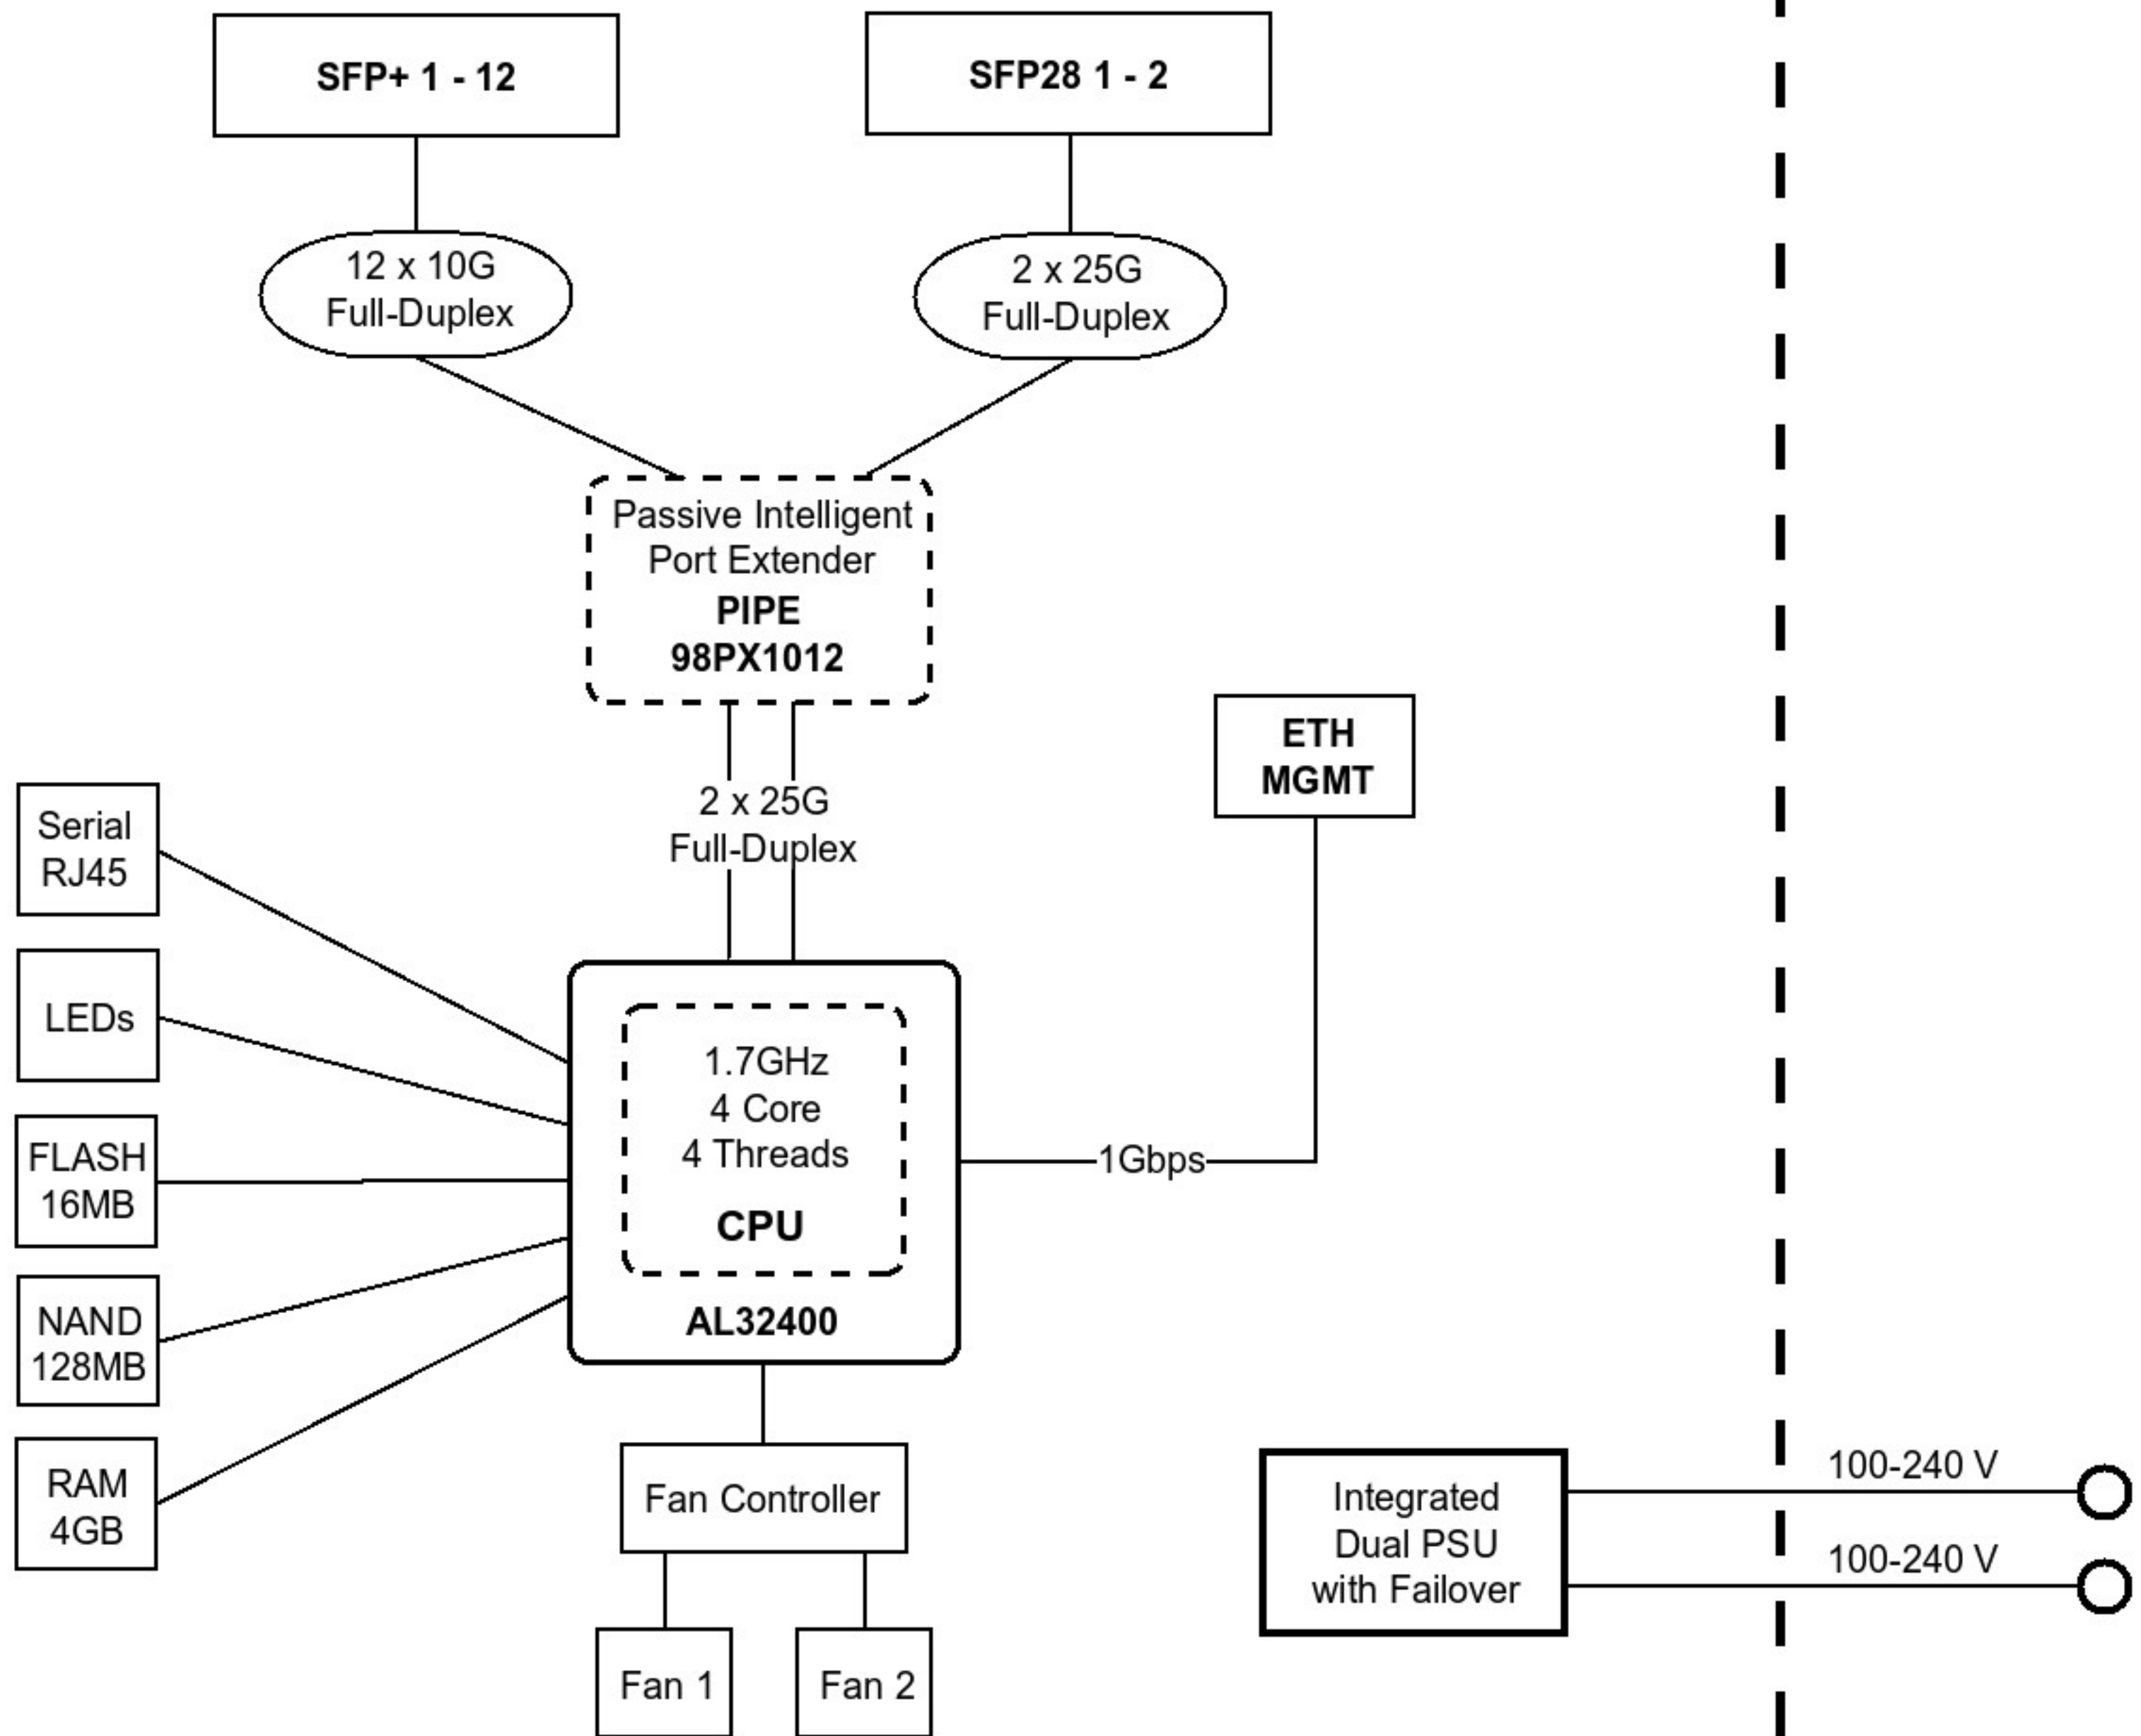 SFP+ 1 - 12
SFP28 1 - 2
12 x 10G
Full-Duplex
2 x 25G
Full-Duplex
Passive Intelligent
Port Extender
PIPE
98PX1012
2 x 25G
Full-Duplex
ETH
MGMT
Serial
RJ45
LEDs
FLASH
16MB
NAND
128MB
RAM
4GB
1.7GHz
4 Core
4 Threads
CPU
AL32400
1Gbps
Fan Controller
Fan 1
Fan 2
Integrated
Dual PSU
with Failover
100-240 V
100-240 V